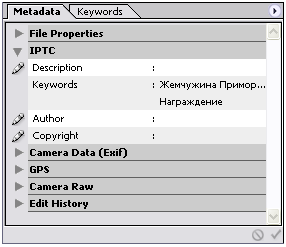 Metadata Keywords
File Properties
IPTC
Description :
Keywords : Жемчужина Примор...
Награждение
Author :
Copyright :
Camera Data (Exif)
GPS
Camera Raw
Edit History